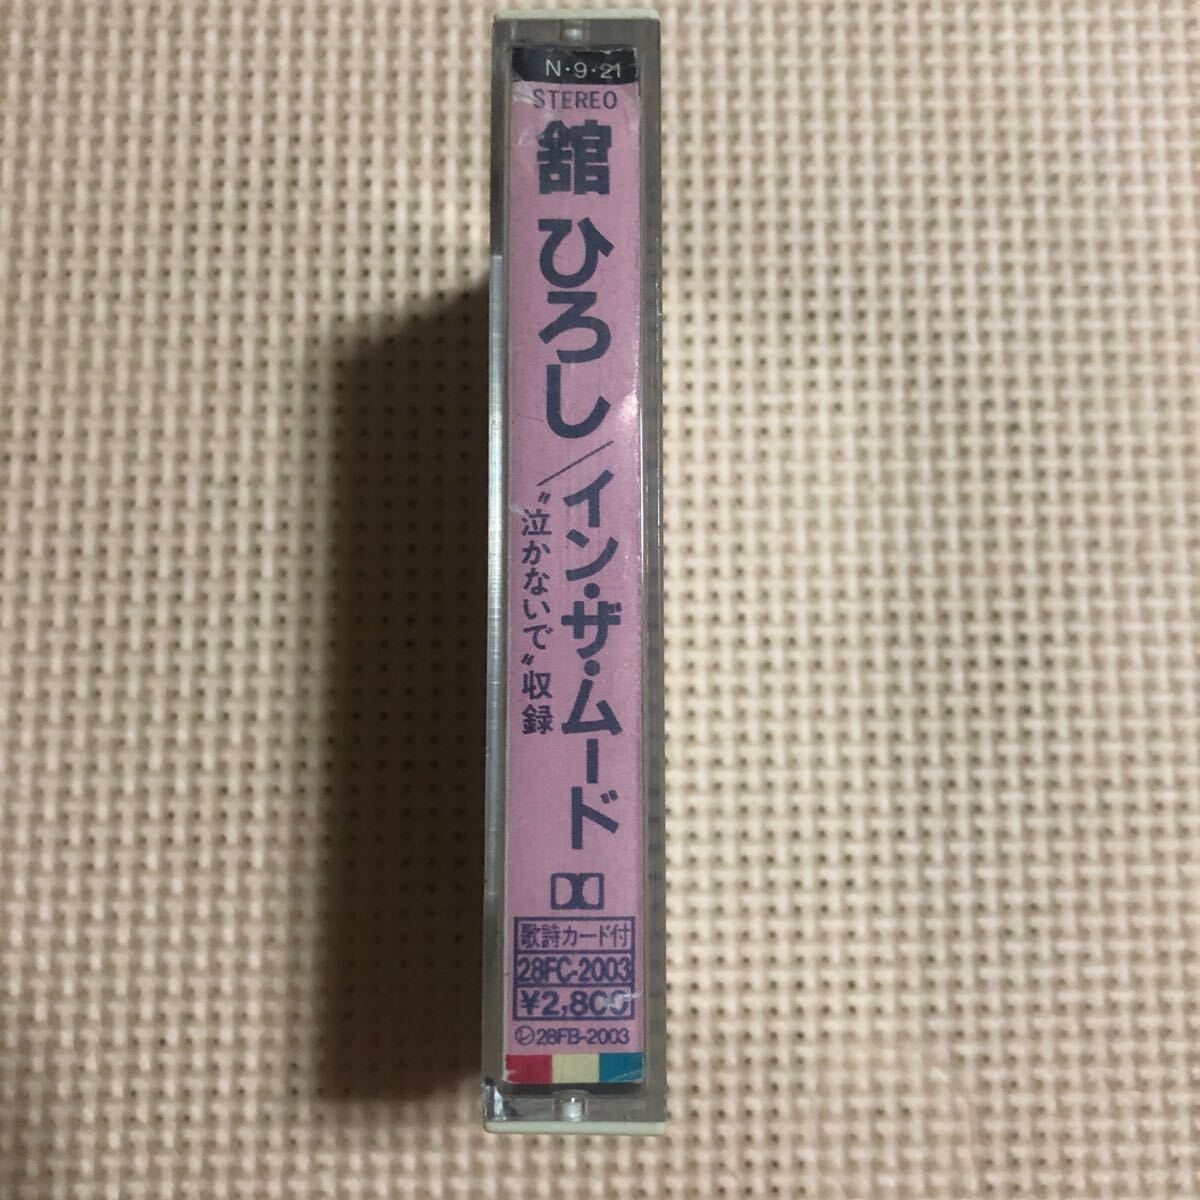 N・9・21
STEREO
舘ひろし／イン・ザ・ムード
〝泣かないで〟収録
歌詩カード付
28FC-2003
¥2,800
Ⓛ28FB-2003